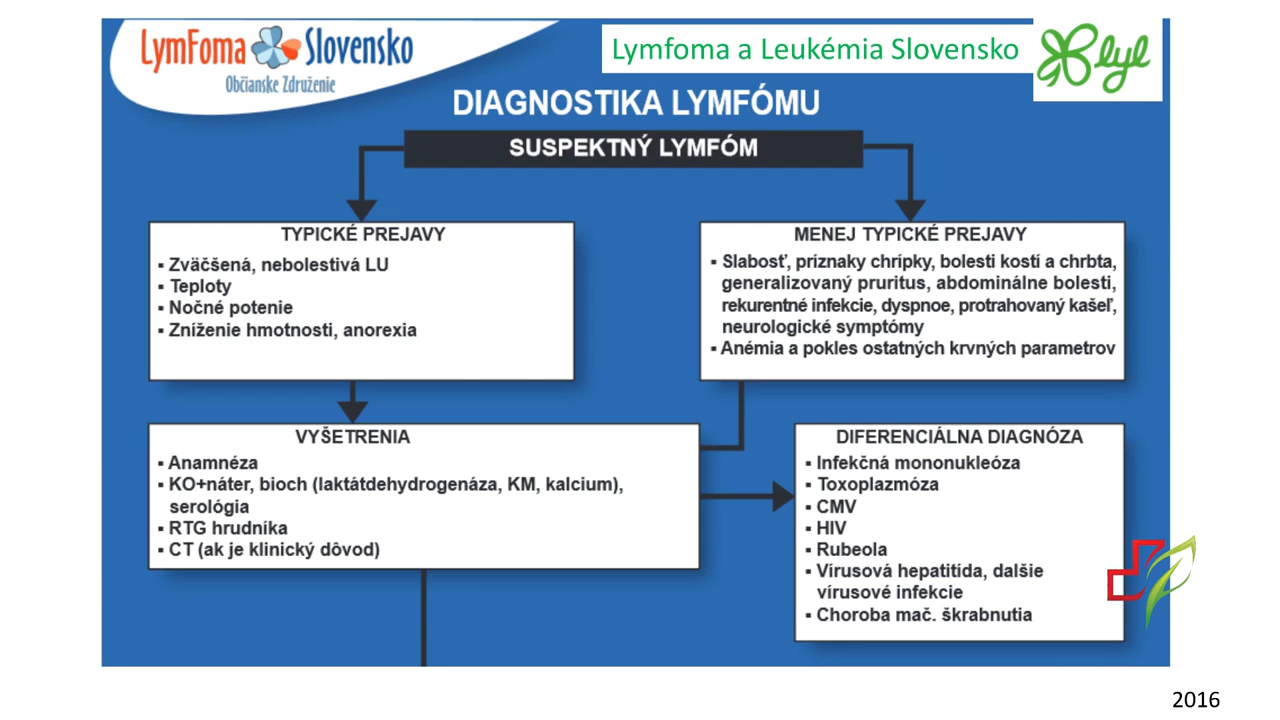 LymFoma Slovensko
Občianske Združenie
Lymfoma a Leukémia Slovensko
lyl
DIAGNOSTIKA LYMFÓMU
SUSPEKTNÝ LYMFÓM
TYPICKÉ PREJAVY
▪ Zväčšená, nebolestivá LU
▪ Teploty
▪ Nočné potenie
▪ Zníženie hmotnosti, anorexia
MENEJ TYPICKÉ PREJAVY
▪ Slabosť, príznaky chrípky, bolesti kostí a chrbta,
generalizovaný pruritus, abdominálne bolesti,
rekurentné infekcie, dyspnoe, protrahovaný kašeľ,
neurologické symptómy
▪ Anémia a pokles ostatných krvných parametrov
VYŠETRENIA
▪ Anamnéza
▪ KO+náter, bioch (laktátdehydrogenáza, KM, kalcium),
serológia
▪ RTG hrudníka
▪ CT (ak je klinický dôvod)
DIFERENCIÁLNA DIAGNÓZA
▪ Infekčná mononukleóza
▪ Toxoplazmóza
▪ CMV
▪ HIV
▪ Rubeola
▪ Vírusová hepatitída, dalšie
vírusové infekcie
▪ Choroba mač. škrabnutia
2016